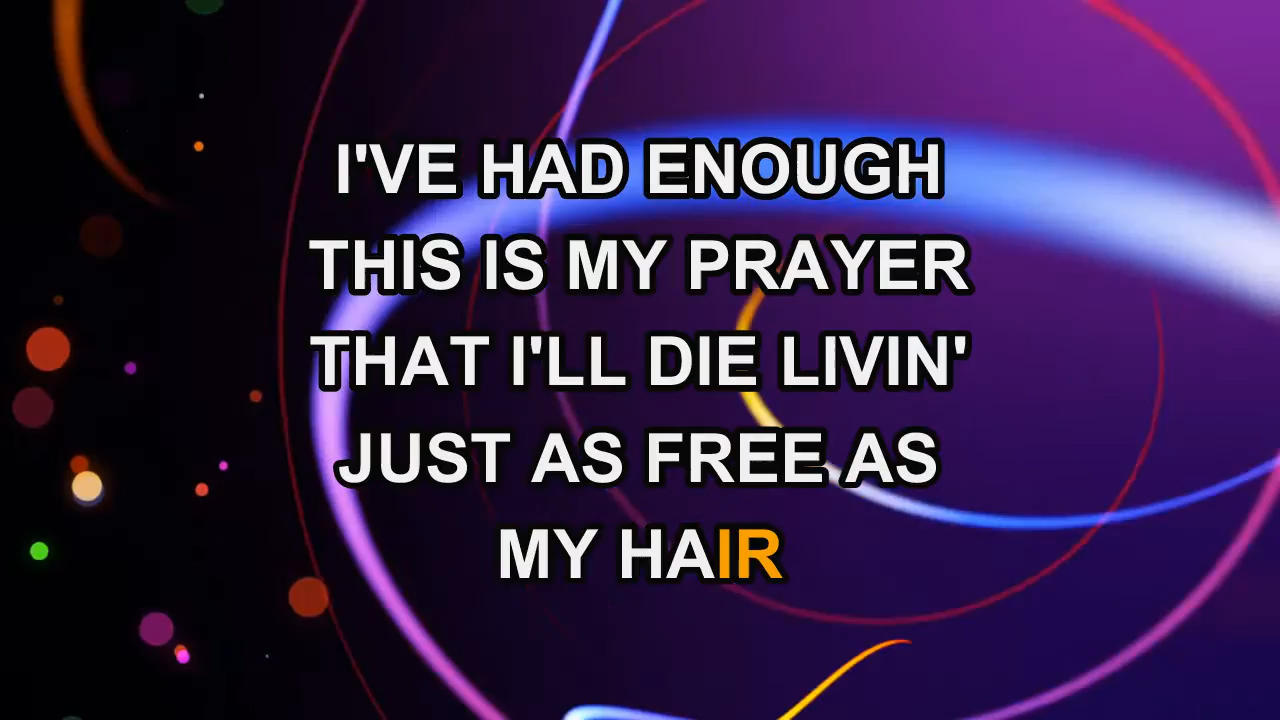 I'VE HAD ENOUGH
THIS IS MY PRAYER
THAT I'LL DIE LIVIN'
JUST AS FREE AS
MY HAIR